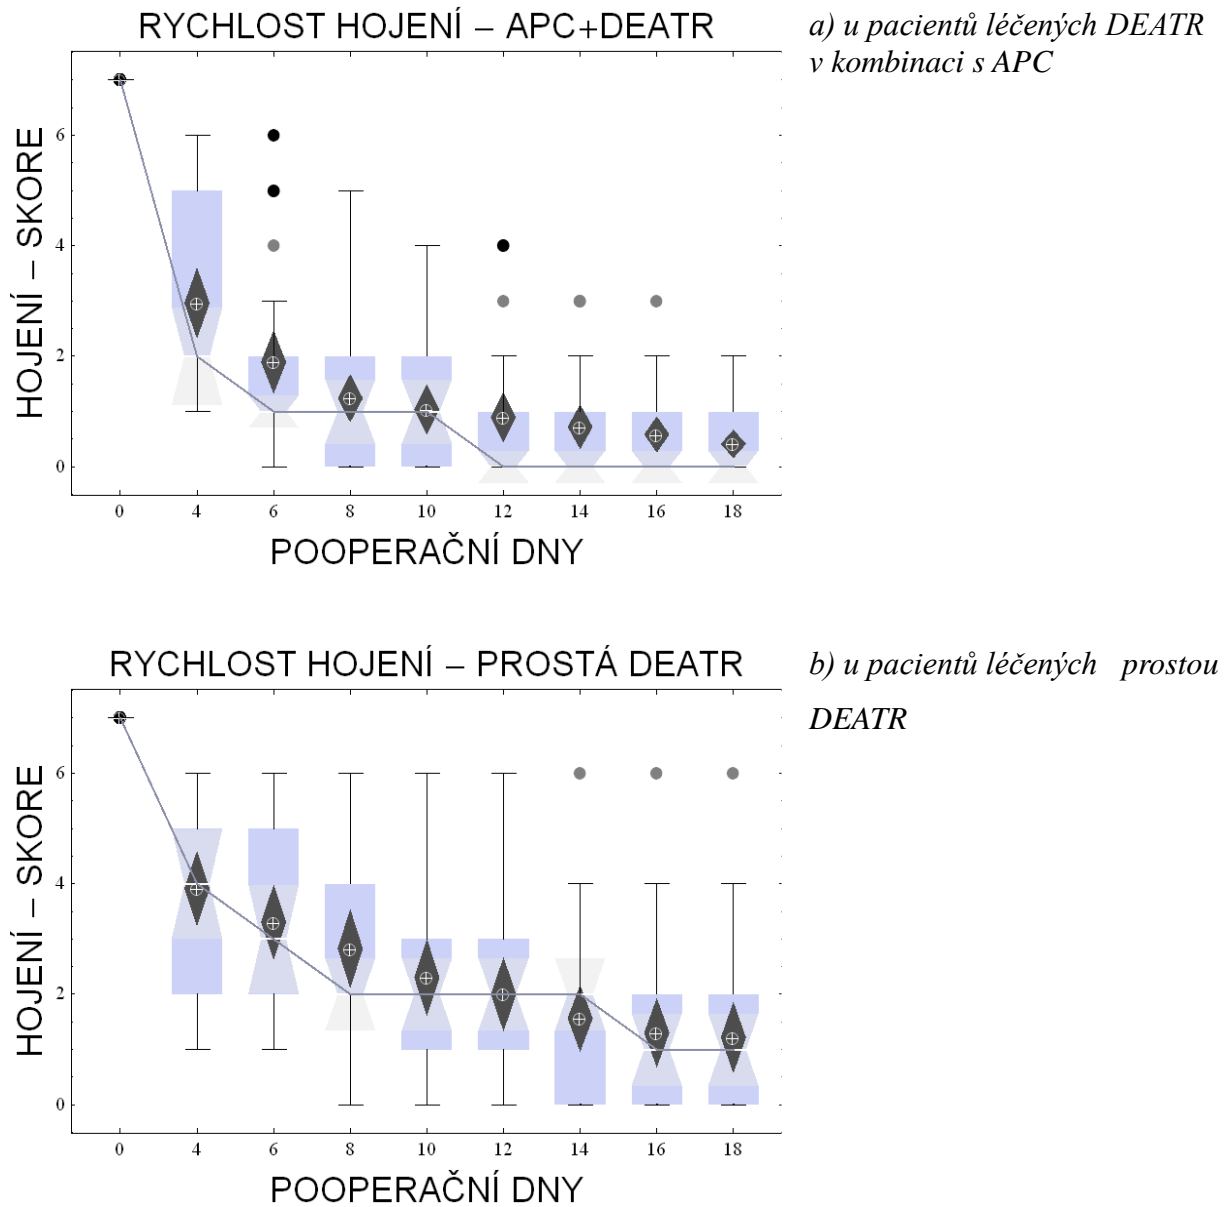 RYCHLOST HOJENÍ – APC+DEATR
a) u pacientů léčených DEATR
v kombinaci s APC
HOJENÍ – SKORE
6
4
2
0
0 4 6 8 10 12 14 16 18
POOPERAČNÍ DNY
RYCHLOST HOJENÍ – PROSTÁ DEATR
b) u pacientů léčených prostou
DEATR
HOJENÍ – SKORE
6
4
2
0
0 4 6 8 10 12 14 16 18
POOPERAČNÍ DNY